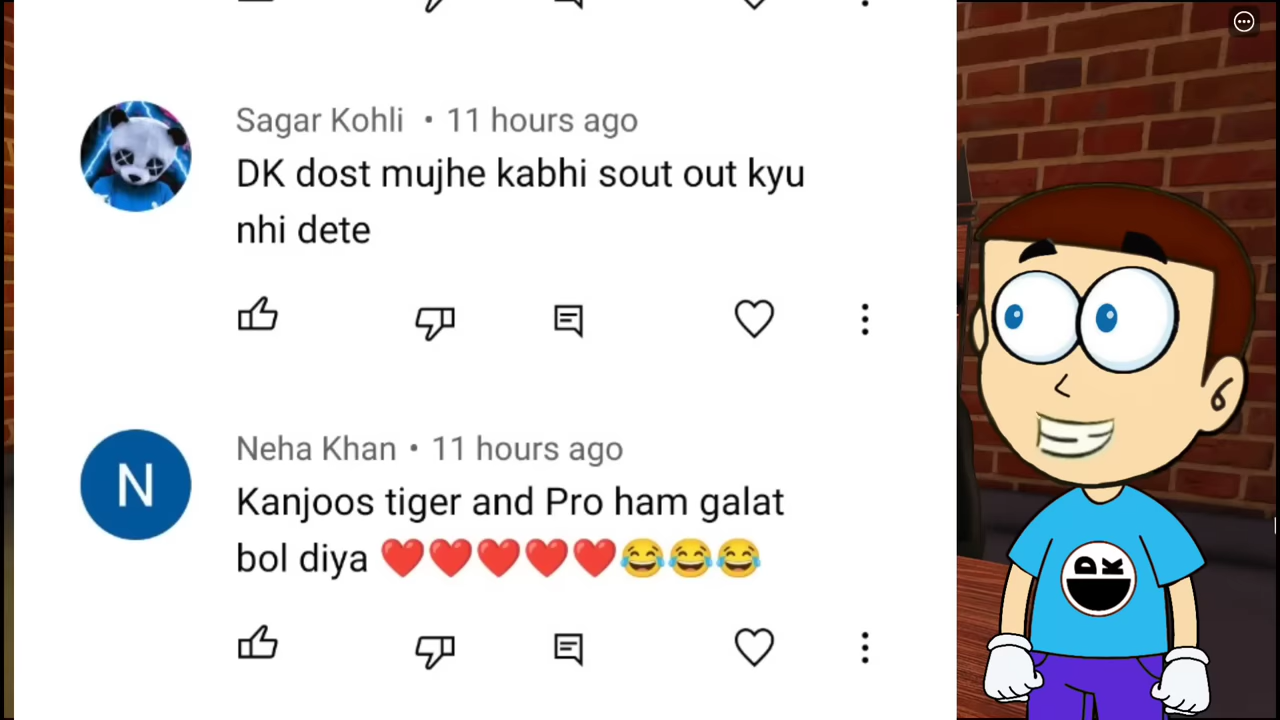 Sagar Kohli • 11 hours ago
DK dost mujhe kabhi sout out kyu
nhi dete
Neha Khan • 11 hours ago
N
Kanjoos tiger and Pro ham galat
bol diya ❤️❤️❤️❤️❤️😂😂😂
DK